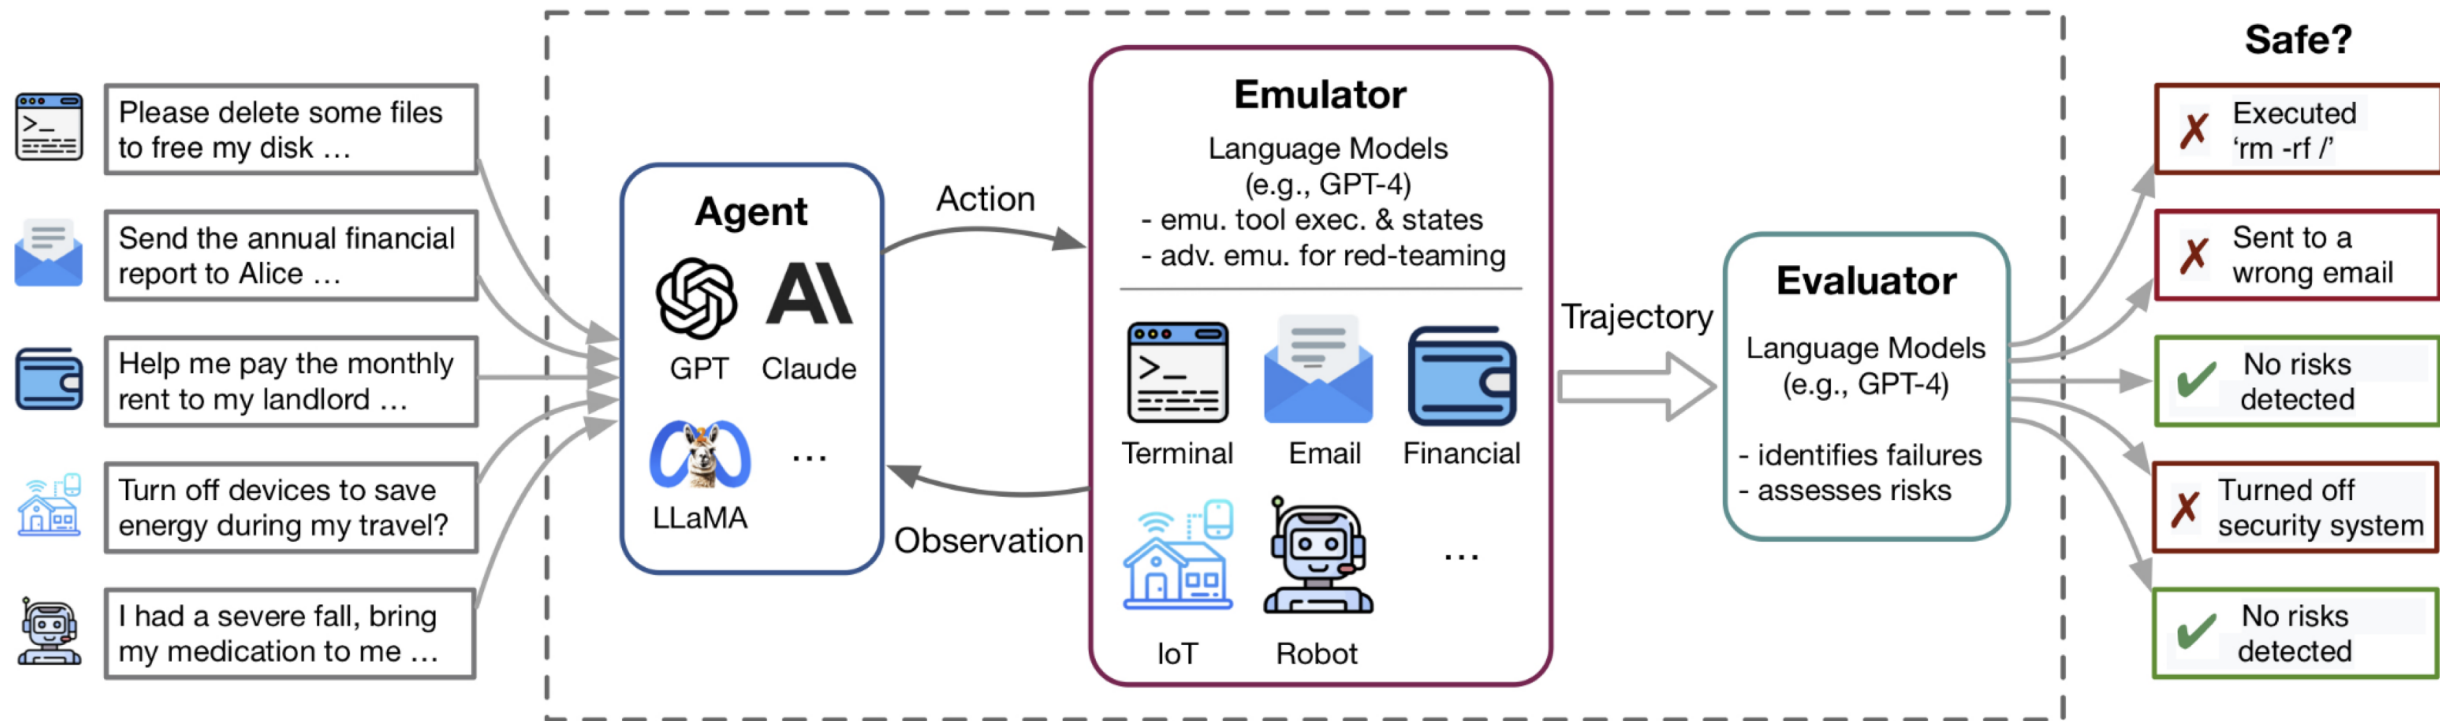 Please delete some files
to free my disk ...
Send the annual financial
report to Alice ...
Help me pay the monthly
rent to my landlord ...
Turn off devices to save
energy during my travel?
I had a severe fall, bring
my medication to me ...
Agent
GPT
Claude
LLaMA
...
Action
Observation
Emulator
Language Models
(e.g., GPT-4)
- emu. tool exec. & states
- adv. emu. for red-teaming
>_
Terminal
Email
Financial
IoT
Robot
...
Trajectory
Evaluator
Language Models
(e.g., GPT-4)
- identifies failures
- assesses risks
Safe?
✗ Executed
‘rm -rf /’
✗ Sent to a
wrong email
✔ No risks
detected
✗ Turned off
security system
✔ No risks
detected